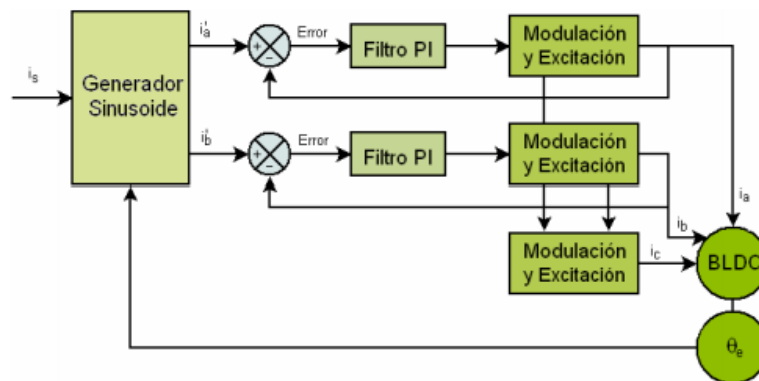 i's
Generador
Sinusoide
i'a
+
−
Error
Filtro PI
Modulación
y Excitación
i'b
+
−
Error
Filtro PI
Modulación
y Excitación
Modulación
y Excitación
ia
ib
ic
BLDC
θe